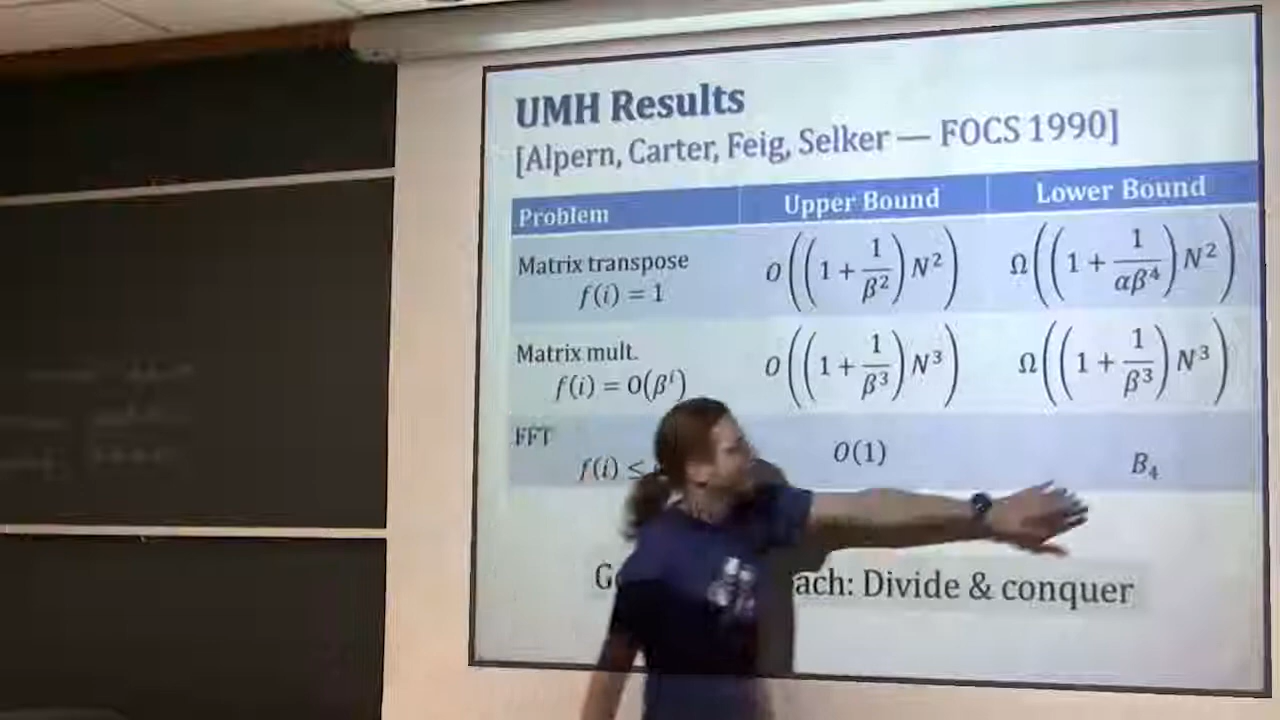 UMH Results
[Alpern, Carter, Feig, Selker — FOCS 1990]
Problem Upper Bound Lower Bound
Matrix transpose
f(i) = 1 O((1 + 1/β²) N²) Ω((1 + 1/(αβ⁴)) N²)
Matrix mult.
f(i) = O(βⁱ) O((1 + 1/β³) N³) Ω((1 + 1/β³) N³)
FFT
f(i) ≤ O(1) B₄
Divide & conquer